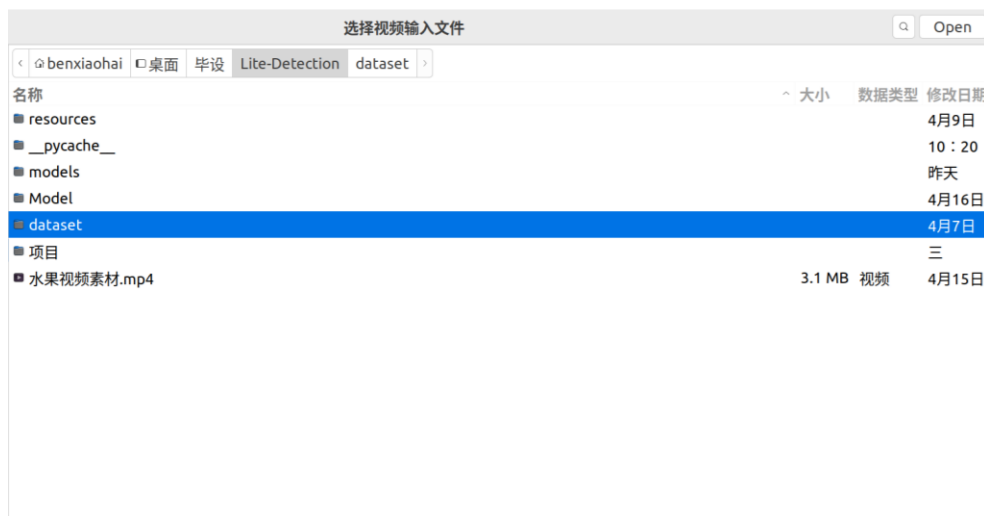 选择视频输入文件 Open
benxiaohai 桌面 毕设 Lite-Detection dataset
名称 大小 数据类型 修改日期
resources 4月9日
__pycache__ 10：20
models 昨天
Model 4月16日
dataset 4月7日
项目 三
水果视频素材.mp4 3.1 MB 视频 4月15日